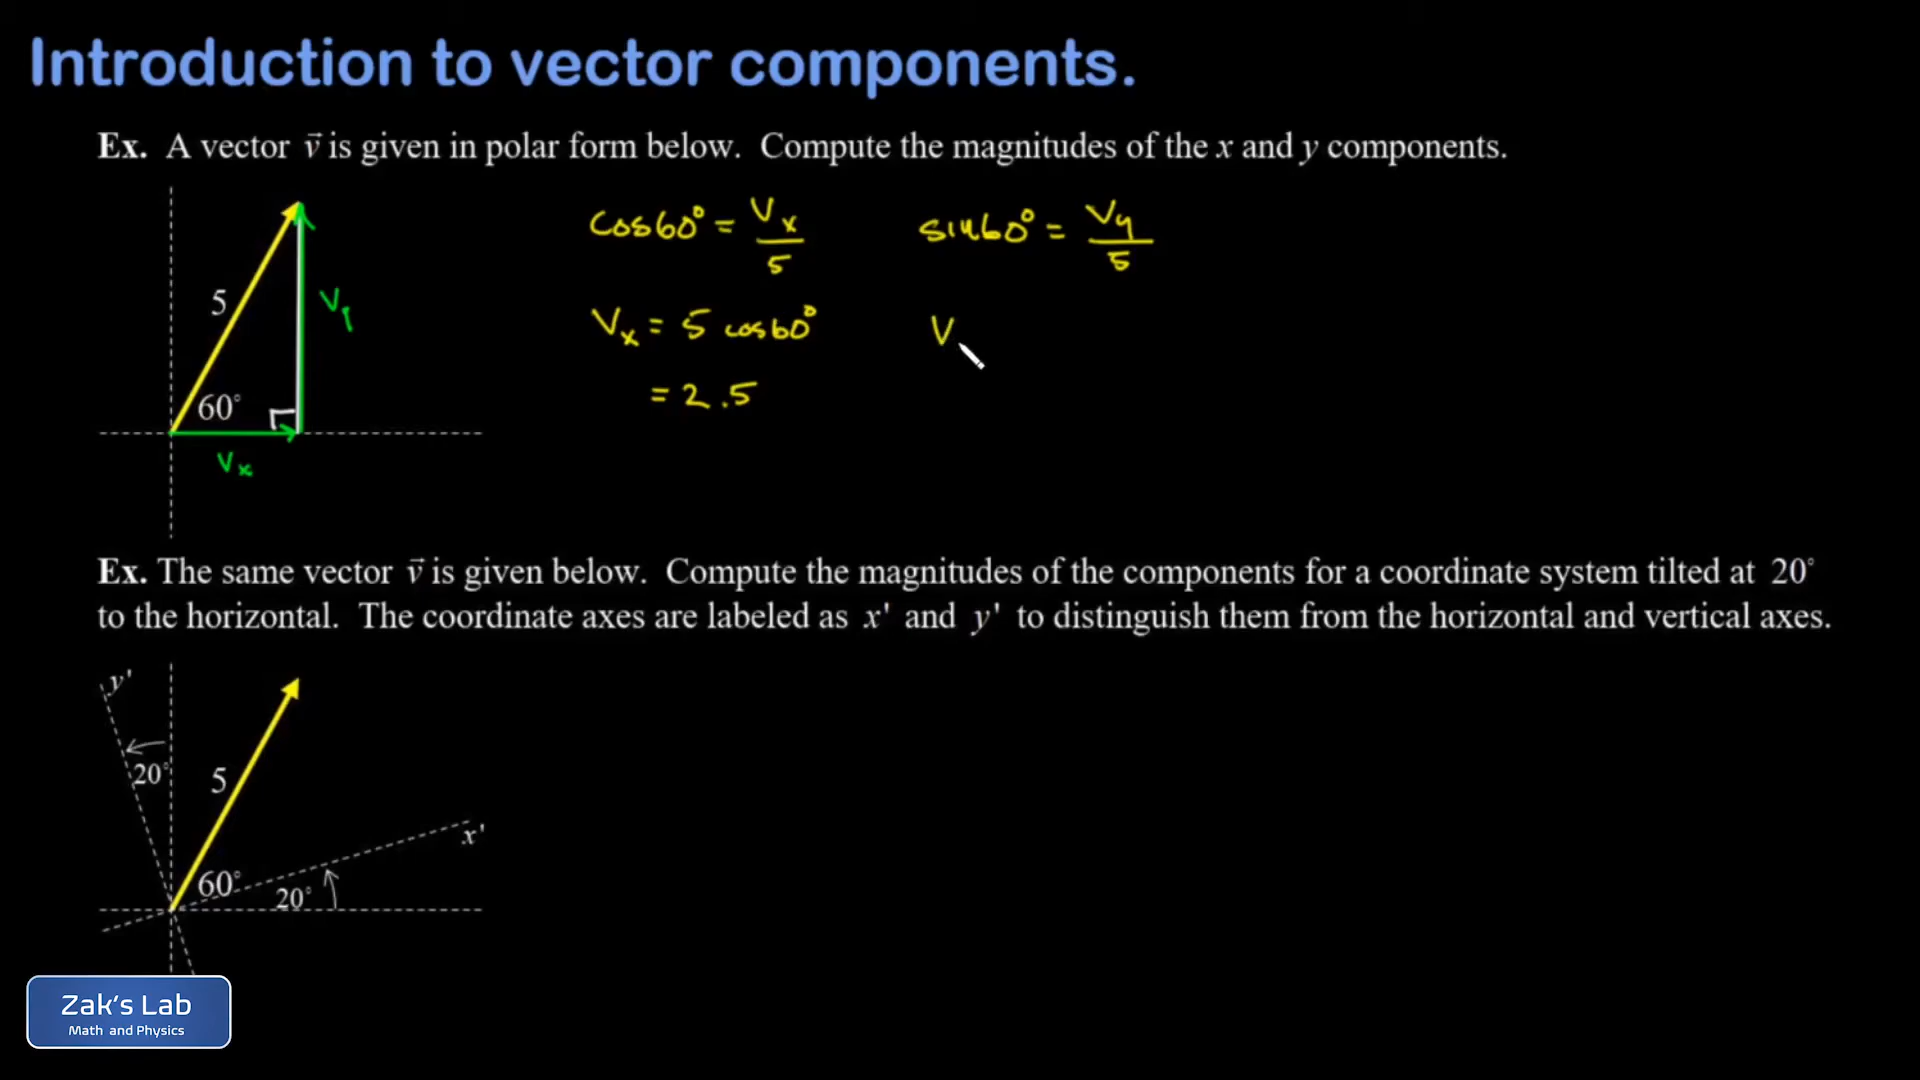 Introduction to vector components.
Ex. A vector v⃗ is given in polar form below. Compute the magnitudes of the x and y components.
5
60°
Vy
Vx
cos60° = Vx/5
Vx = 5 cos60°
= 2.5
sin60° = Vy/5
V
Ex. The same vector v⃗ is given below. Compute the magnitudes of the components for a coordinate system tilted at 20°
to the horizontal. The coordinate axes are labeled as x' and y' to distinguish them from the horizontal and vertical axes.
y'
20°
5
x'
60°
20°
Zak's Lab
Math and Physics